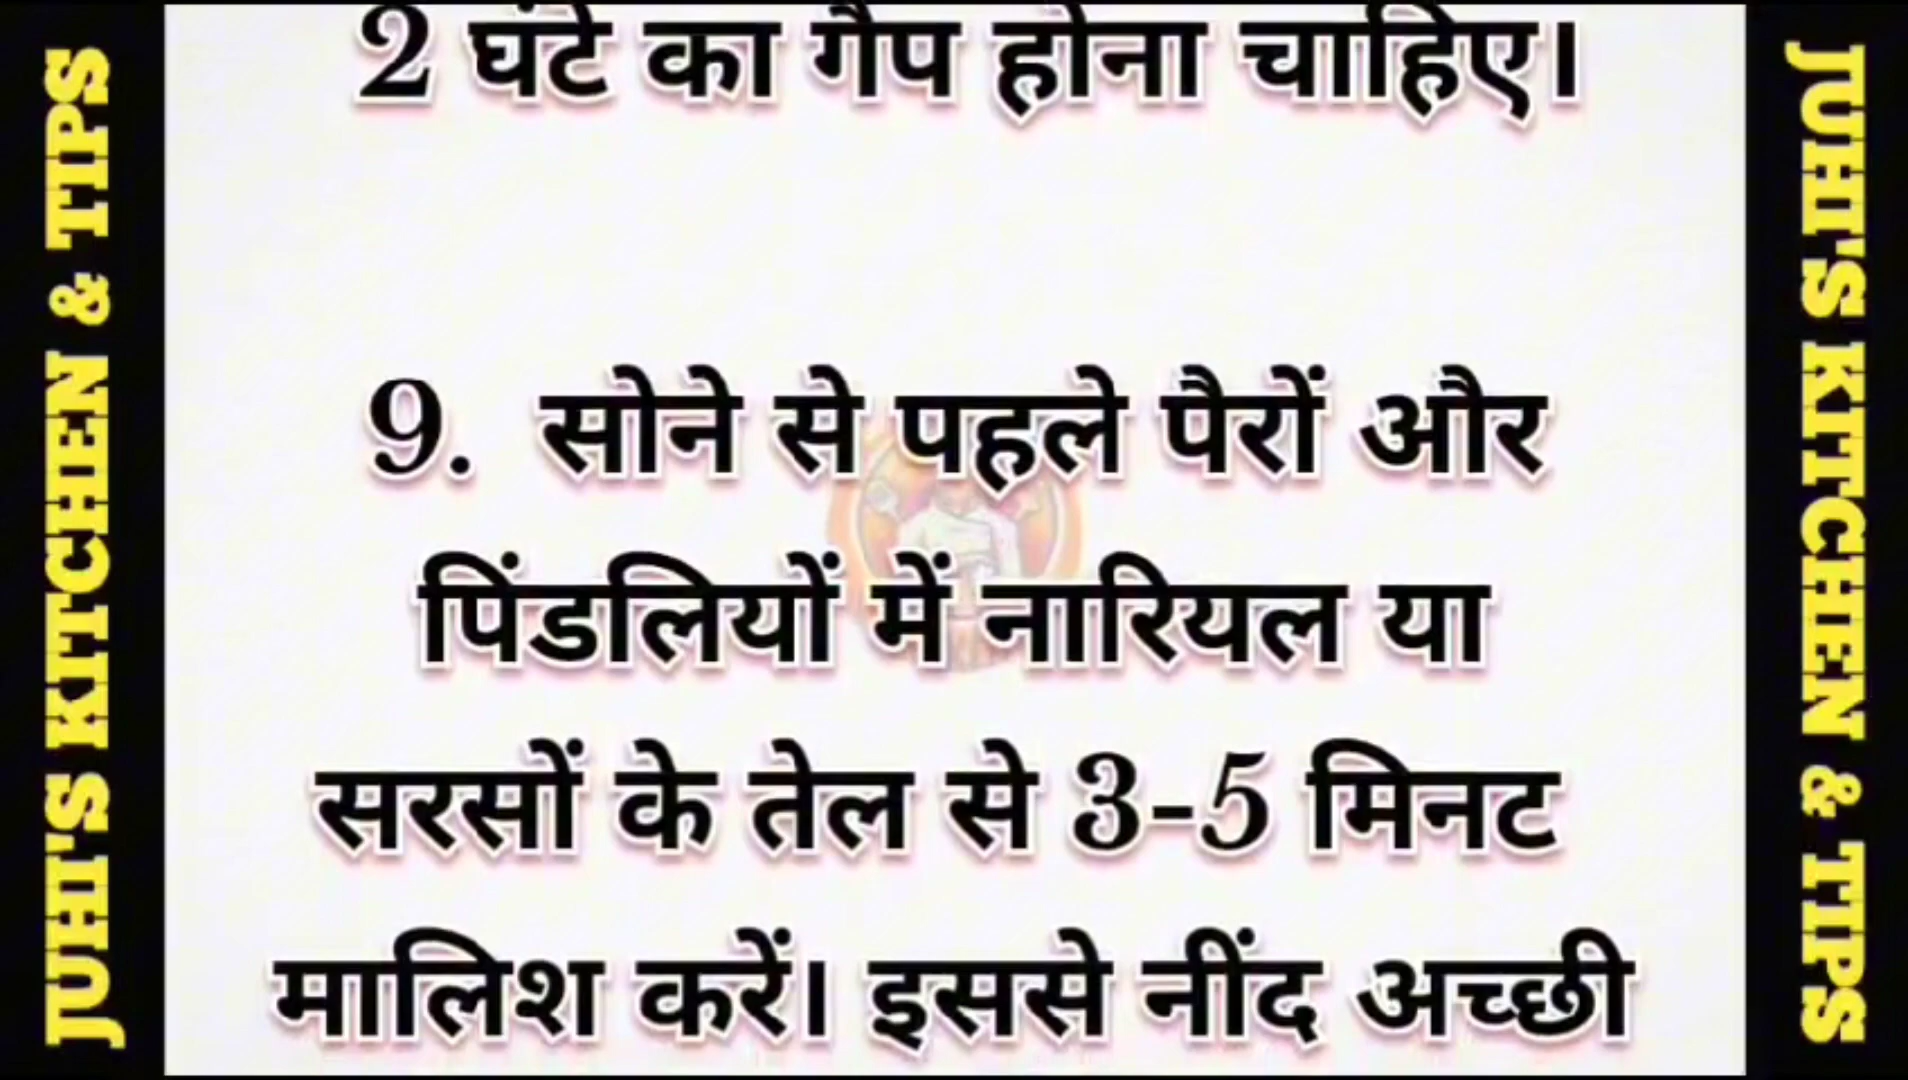 JUHI'S KITCHEN & TIPS
2 घंटे का गैप होना चाहिए।
9. सोने से पहले पैरों और
पिंडलियों में नारियल या
सरसों के तेल से 3-5 मिनट
मालिश करें। इससे नींद अच्छी
JUHI'S KITCHEN & TIPS